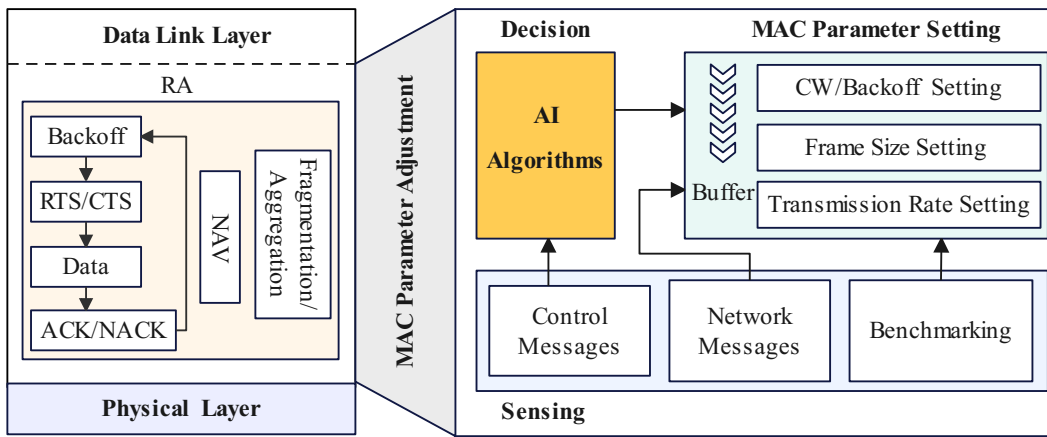 Data Link Layer
RA
Backoff
RTS/CTS
Data
ACK/NACK
NAV
Fragmentation/
Aggregation
Physical Layer
MAC Parameter Adjustment
Decision
AI
Algorithms
MAC Parameter Setting
Buffer
CW/Backoff Setting
Frame Size Setting
Transmission Rate Setting
Control
Messages
Network
Messages
Benchmarking
Sensing